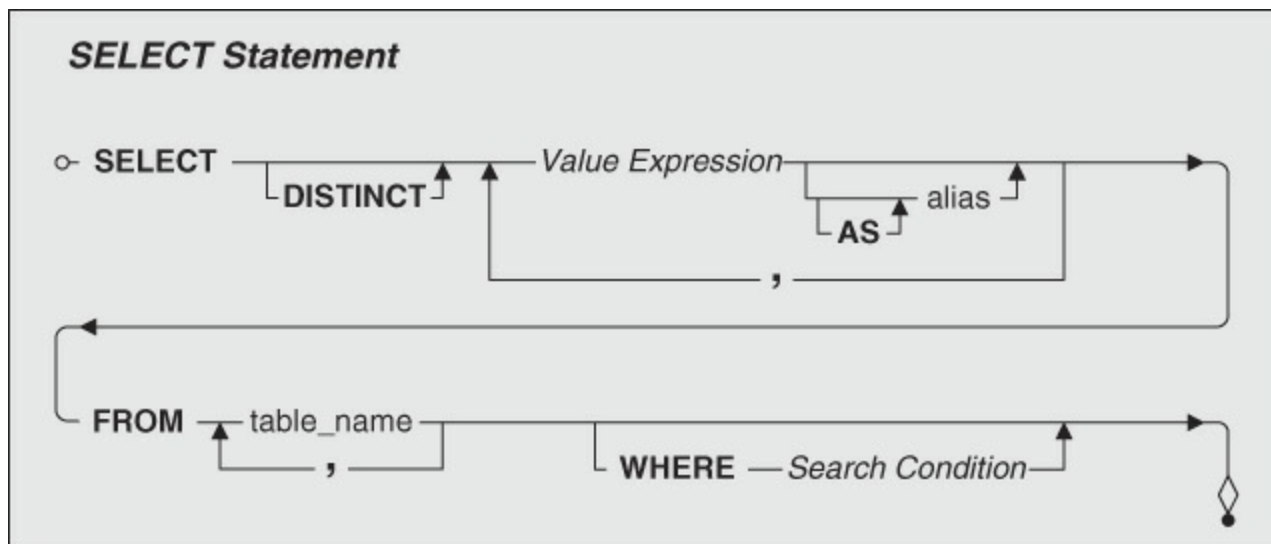 SELECT Statement
SELECT Value Expression
DISTINCT alias
AS
,
FROM table_name
, WHERE Search Condition